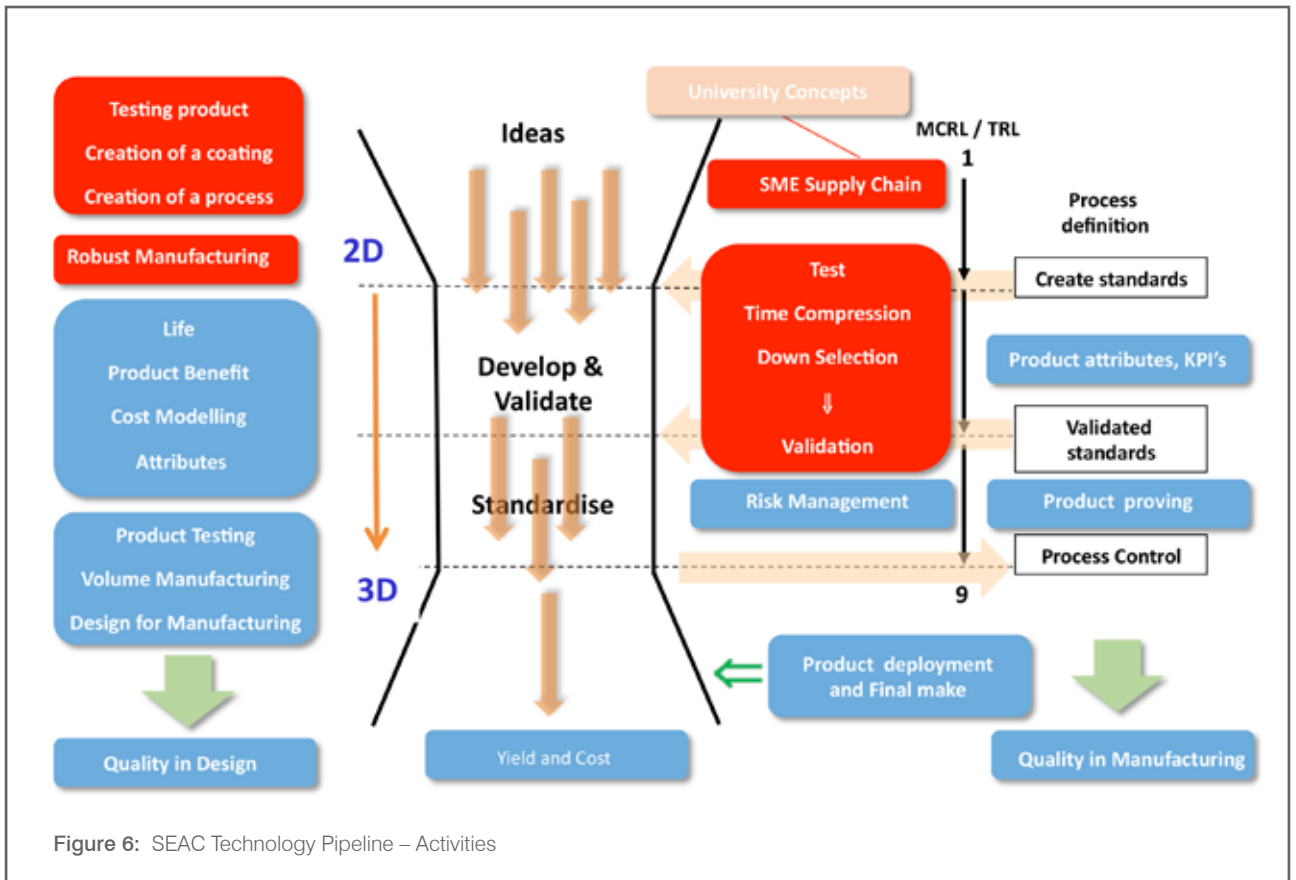 Testing product
Creation of a coating
Creation of a process
Robust Manufacturing
Life
Product Benefit
Cost Modelling
Attributes
Product Testing
Volume Manufacturing
Design for Manufacturing
Quality in Design
2D
3D
Ideas
Develop &
Validate
Standardise
Yield and Cost
University Concepts
SME Supply Chain
Test
Time Compression
Down Selection
⇓
Validation
Risk Management
Product deployment
and Final make
MCRL / TRL
1
9
Process
definition
Create standards
Product attributes, KPI's
Validated
standards
Product proving
Process Control
Quality in Manufacturing
Figure 6: SEAC Technology Pipeline – Activities